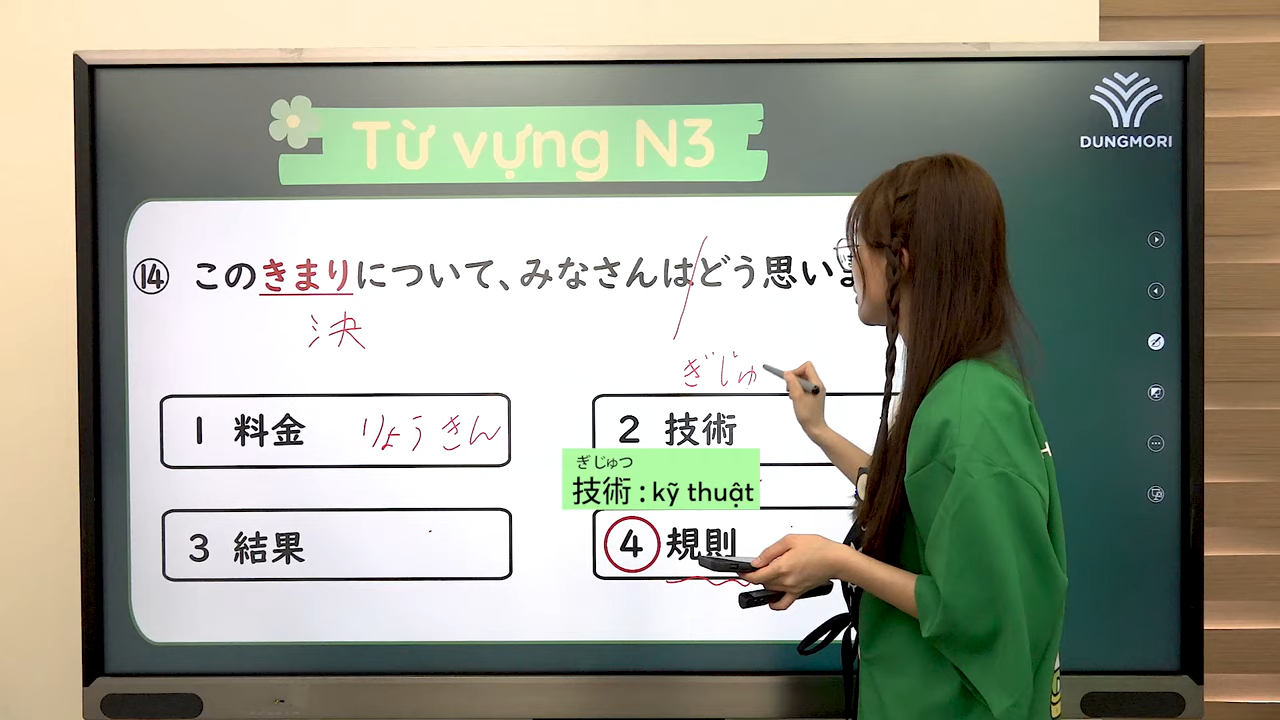 Từ vựng N3
DUNGMORI
⑭ このきまりについて、みなさんはどう思い
決
ぎじゅ
1 料金 りょうきん
2 技術
ぎじゅつ
技術 : kỹ thuật
3 結果
4 規則